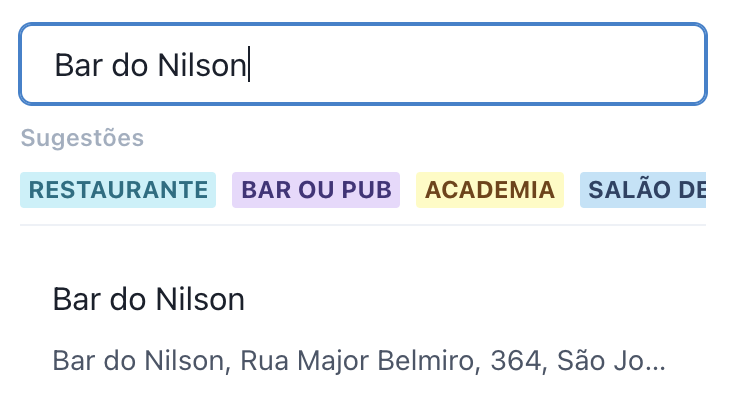 Bar do Nilson
Sugestões
RESTAURANTE BAR OU PUB ACADEMIA SALÃO DE
Bar do Nilson
Bar do Nilson, Rua Major Belmiro, 364, São Jo...